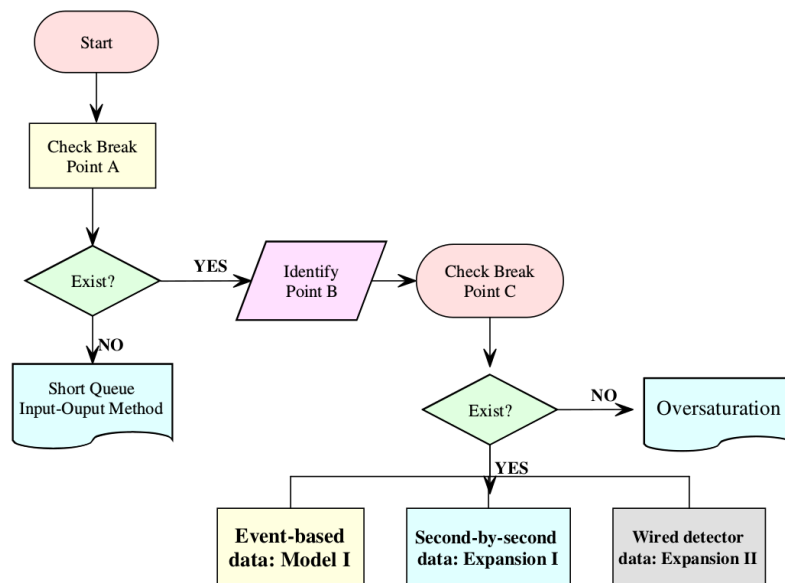 Start
Check Break
Point A
Exist?
YES
Identify
Point B
Check Break
Point C
NO
Short Queue
Input-Ouput Method
Exist?
NO
Oversaturation
YES
Event-based
data: Model I
Second-by-second
data: Expansion I
Wired detector
data: Expansion II